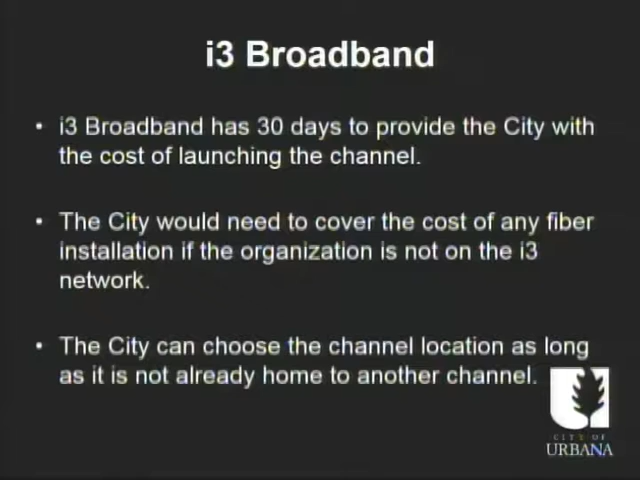 i3 Broadband
• i3 Broadband has 30 days to provide the City with
the cost of launching the channel.
• The City would need to cover the cost of any fiber
installation if the organization is not on the i3
network.
• The City can choose the channel location as long
as it is not already home to another channel.
CITY OF
URBANA